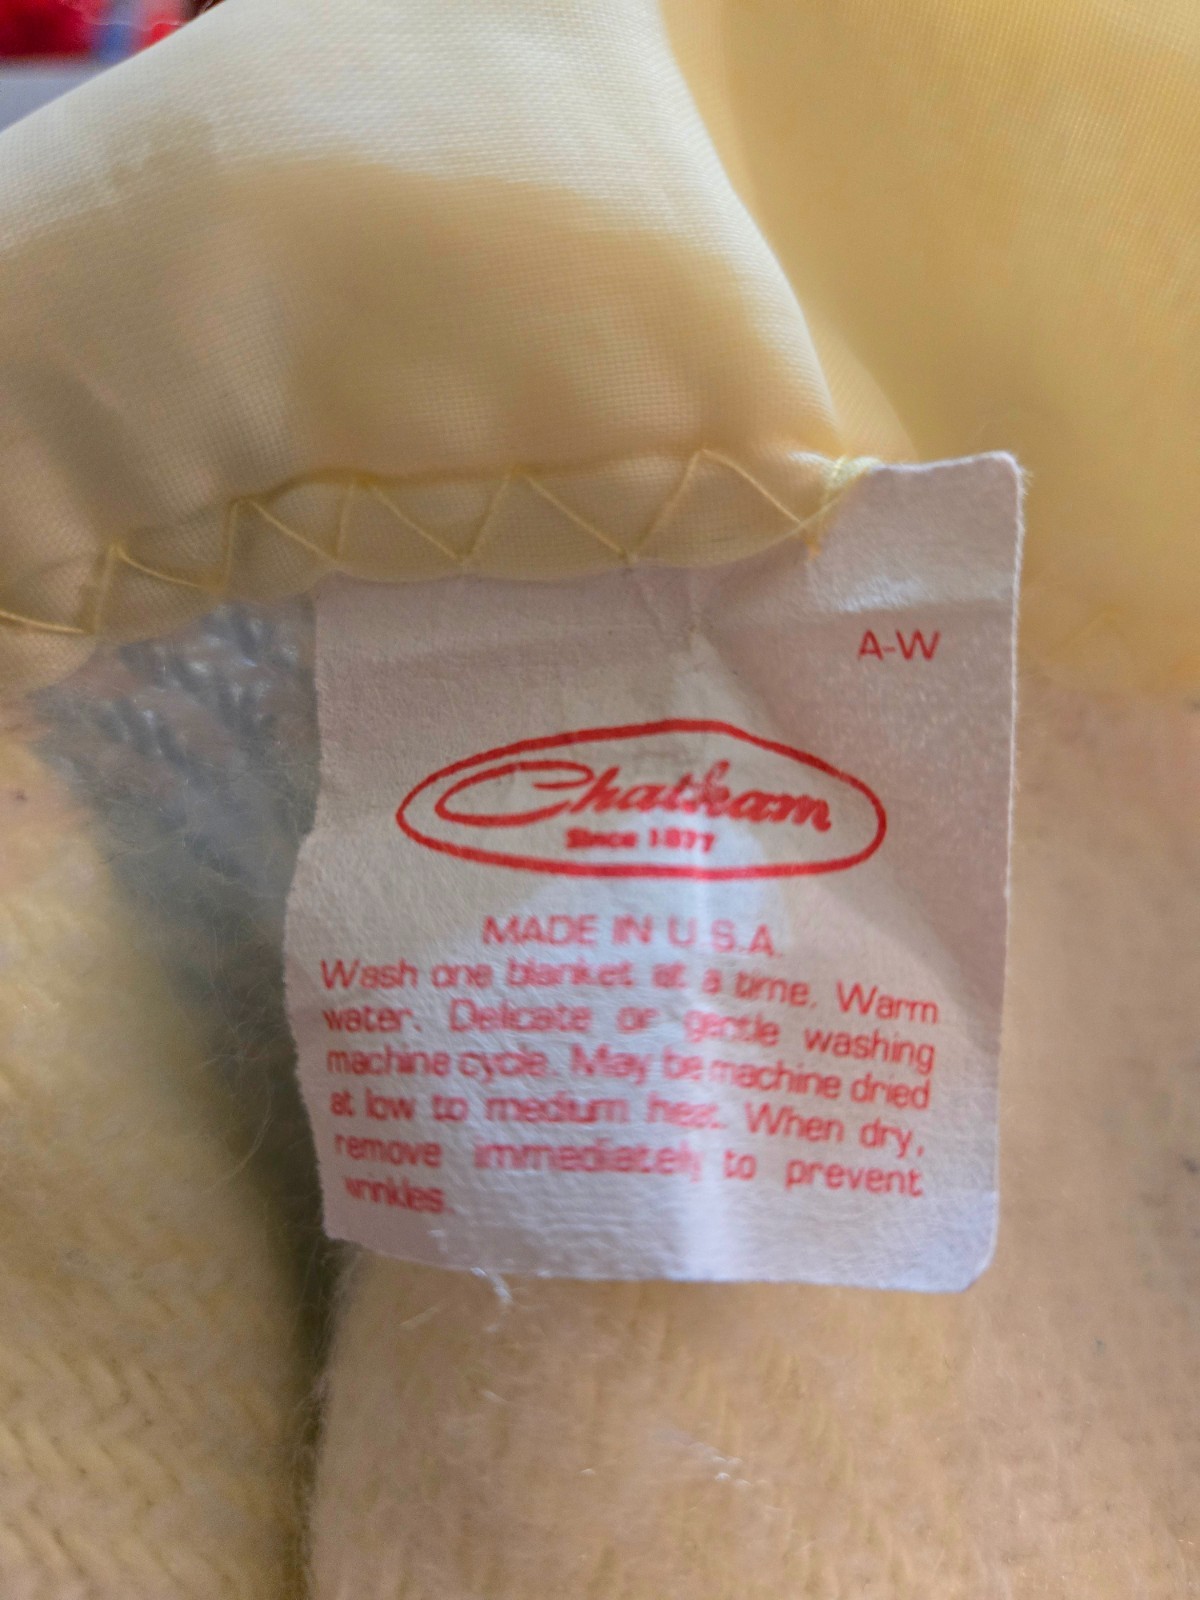 A-W
Chatham
Since 1877
MADE IN U.S.A.
Wash one blanket at a time. Warm
water. Delicate or gentle washing
machine cycle. May be machine dried
at low to medium heat. When dry,
remove immediately to prevent
wrinkles.